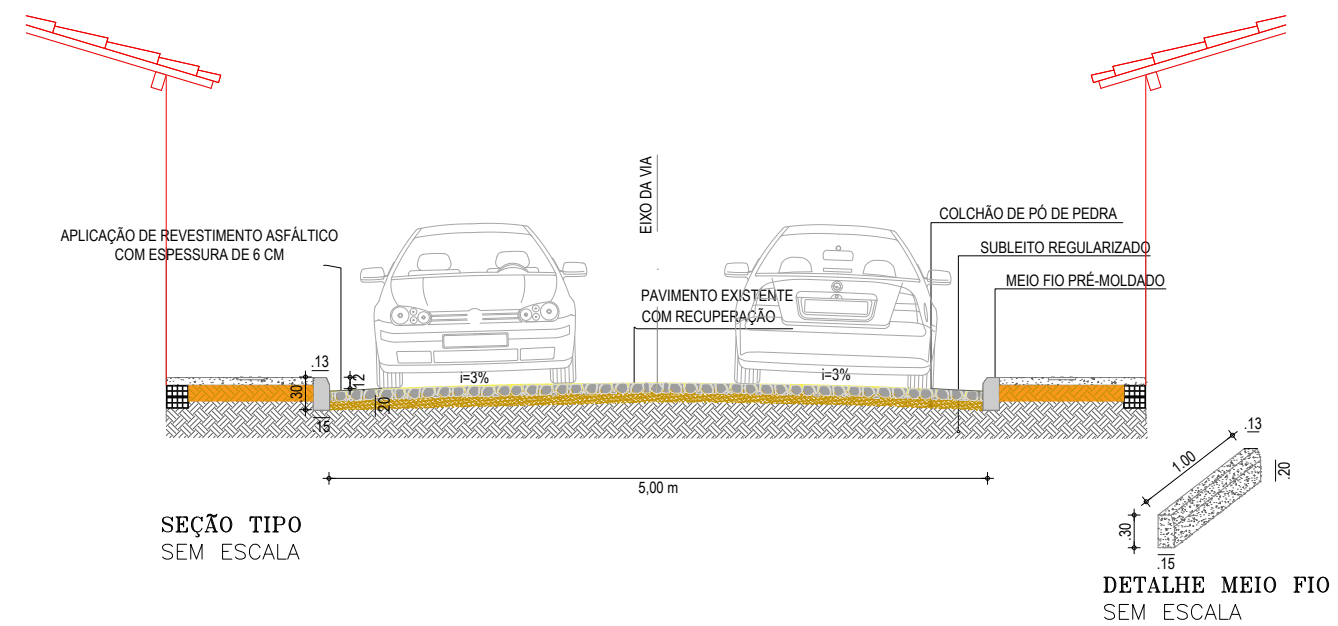 EIXO DA VIA
APLICAÇÃO DE REVESTIMENTO ASFÁLTICO
COM ESPESSURA DE 6 CM
COLCHÃO DE PÓ DE PEDRA
SUBLEITO REGULARIZADO
MEIO FIO PRÉ-MOLDADO
PAVIMENTO EXISTENTE
COM RECUPERAÇÃO
.13
.12
.30
i=3%
i=3%
.20
.15
5,00 m
.13
1.00
.20
.30
.15
SEÇÃO TIPO
SEM ESCALA
DETALHE MEIO FIO
SEM ESCALA